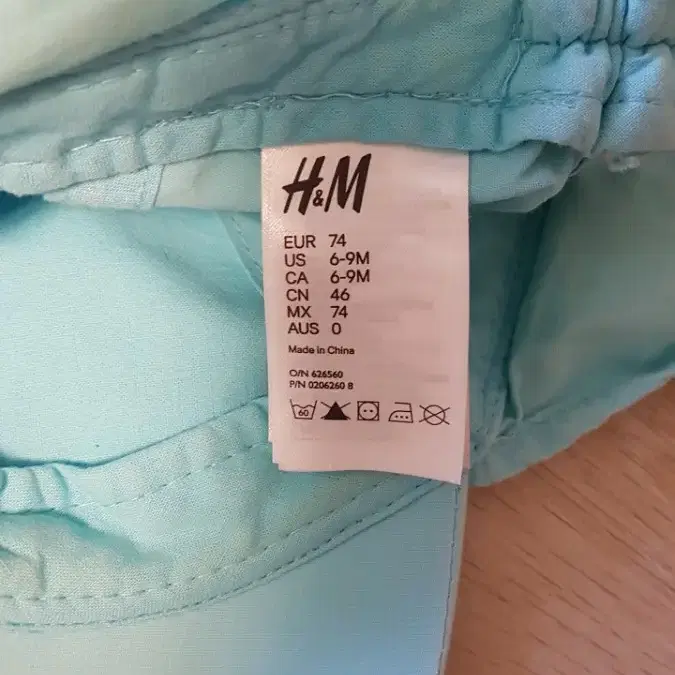 H&M
EUR 74
US 6-9M
CA 6-9M
CN 46
MX 74
AUS 0
Made in China
O/N 626560
P/N 0206260 8
60